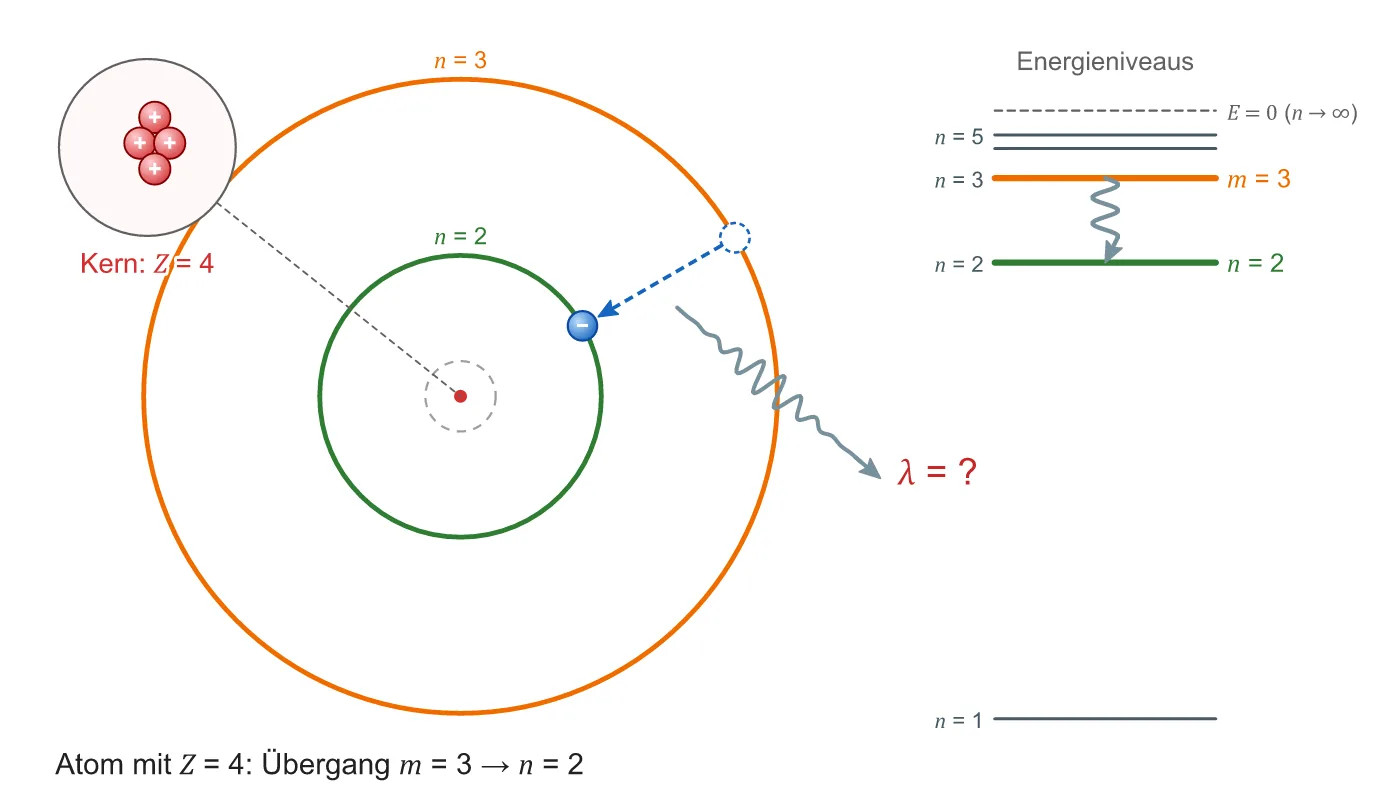 n = 3
Kern: Z = 4
n = 2
+
+
+
+
−
λ = ?
Energieniveaus
E = 0 (n → ∞)
n = 5
n = 3
m = 3
n = 2
n = 2
n = 1
Atom mit Z = 4: Übergang m = 3 → n = 2